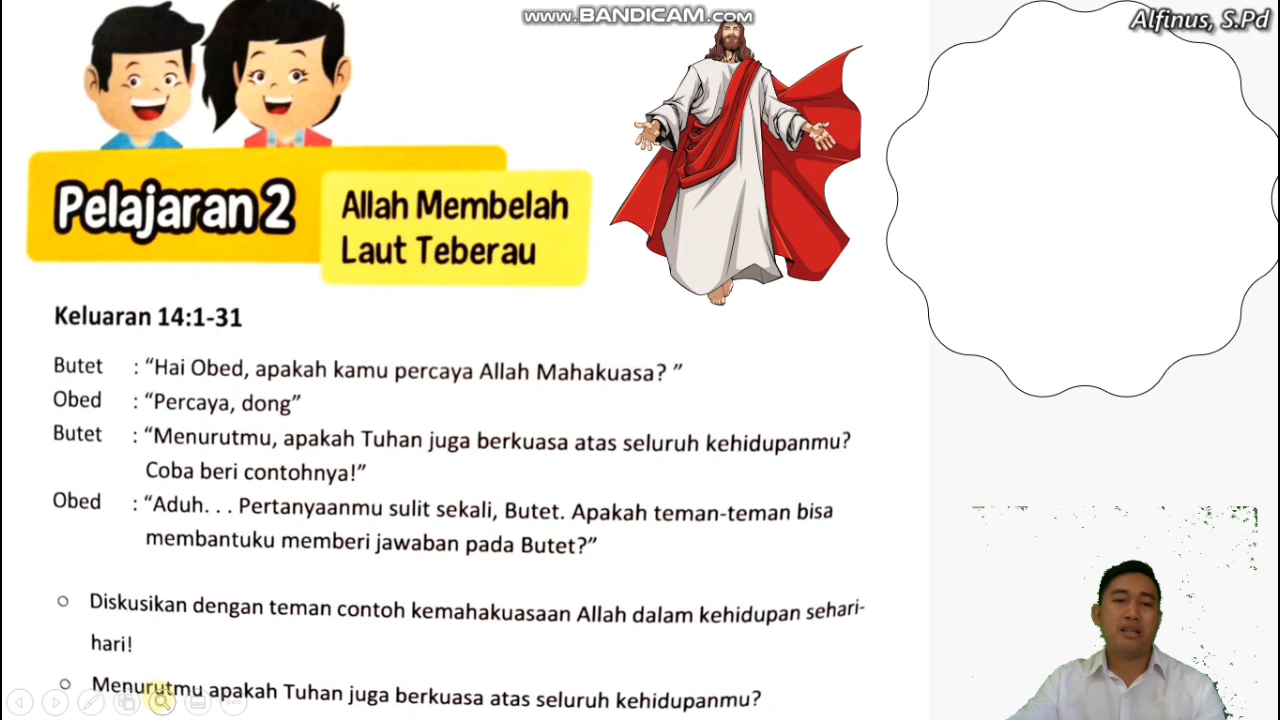 www.BANDICAM.com
Alfinus, S.Pd
Pelajaran 2
Allah Membelah
Laut Teberau
Keluaran 14:1-31
Butet : “Hai Obed, apakah kamu percaya Allah Mahakuasa? ”
Obed : “Percaya, dong”
Butet : “Menurutmu, apakah Tuhan juga berkuasa atas seluruh kehidupanmu?
Coba beri contohnya!”
Obed : “Aduh. . . Pertanyaanmu sulit sekali, Butet. Apakah teman-teman bisa
membantuku memberi jawaban pada Butet?”
○ Diskusikan dengan teman contoh kemahakuasaan Allah dalam kehidupan sehari-
hari!
○ Menurutmu apakah Tuhan juga berkuasa atas seluruh kehidupanmu?